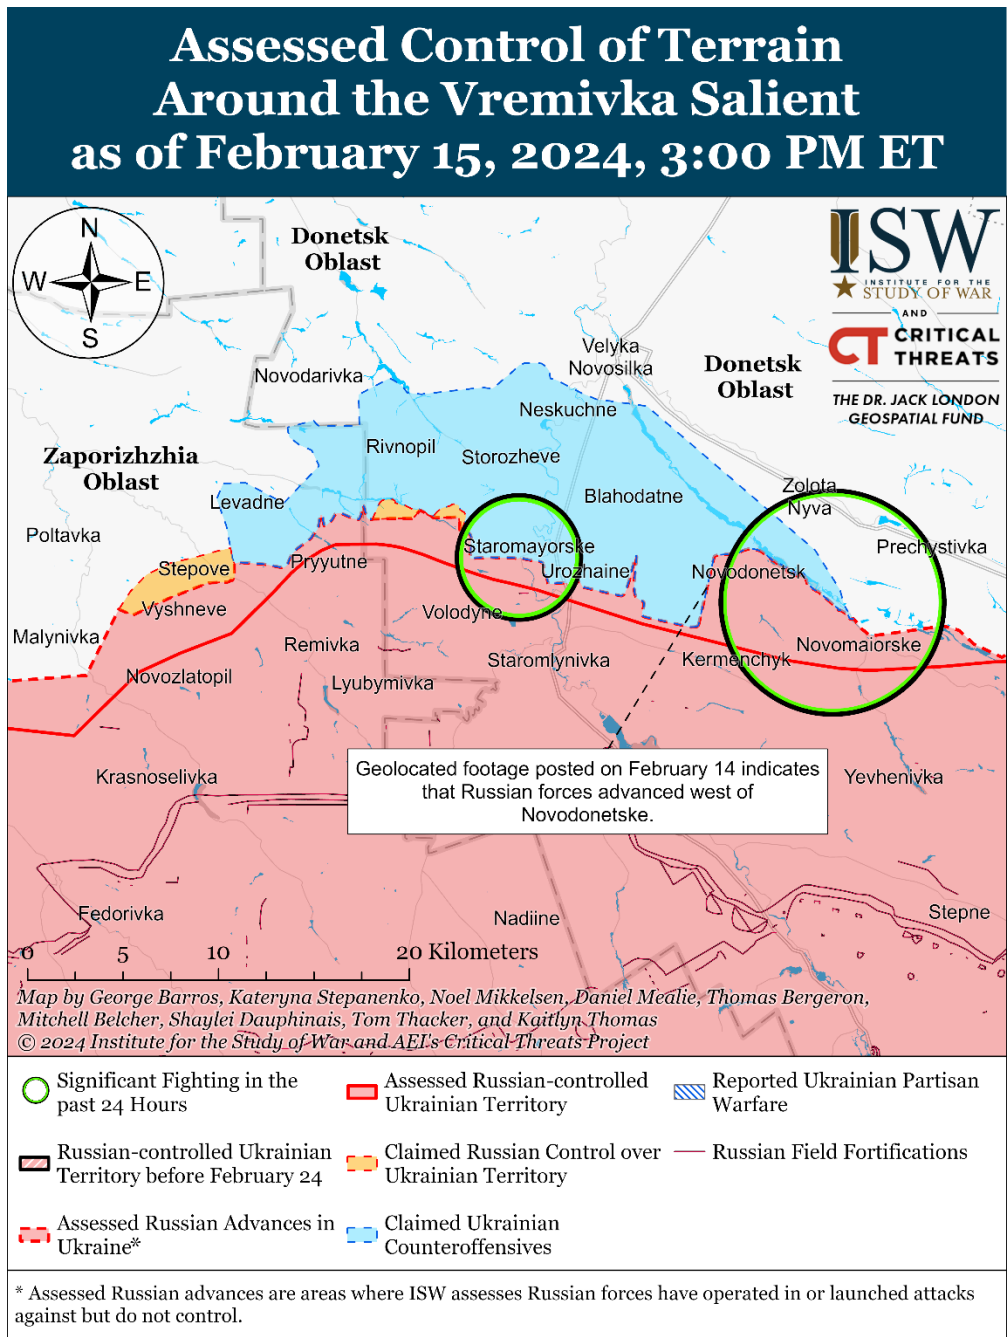 Assessed Control of Terrain
Around the Vremivka Salient
as of February 15, 2024, 3:00 PM ET
N
W
E
S
Donetsk
Oblast
ISW
INSTITUTE FOR THE
STUDY OF WAR
AND
CT CRITICAL
THREATS
THE DR. JACK LONDON
GEOSPATIAL FUND
Velyka
Novosilka
Donetsk
Oblast
Novodarivka
Neskuchne
Rivnopil
Storozheve
Zaporizhzhia
Oblast
Levadne
Blahodatne
Zolota
Nyva
Poltavka
Staromayorske
Prechystivka
Stepove
Pryyutne
Urozhaine
Novodonetsk
Vyshneve
Volodyne
Malynivka
Remivka
Novomaiorske
Staromlynivka
Kermenchyk
Novozlatopil
Lyubymivka
Geolocated footage posted on February 14 indicates
that Russian forces advanced west of
Novodonetske.
Krasnoselivka
Yevhenivka
Fedorivka
Nadiine
Stepne
0 5 10 20 Kilometers
Map by George Barros, Kateryna Stepanenko, Noel Mikkelsen, Daniel Mealie, Thomas Bergeron,
Mitchell Belcher, Shaylei Dauphinais, Tom Thacker, and Kaitlyn Thomas
© 2024 Institute for the Study of War and AEI's Critical Threats Project
Significant Fighting in the
past 24 Hours
Assessed Russian-controlled
Ukrainian Territory
Reported Ukrainian Partisan
Warfare
Russian-controlled Ukrainian
Territory before February 24
Claimed Russian Control over
Ukrainian Territory
Russian Field Fortifications
Assessed Russian Advances in
Ukraine*
Claimed Ukrainian
Counteroffensives
* Assessed Russian advances are areas where ISW assesses Russian forces have operated in or launched attacks
against but do not control.